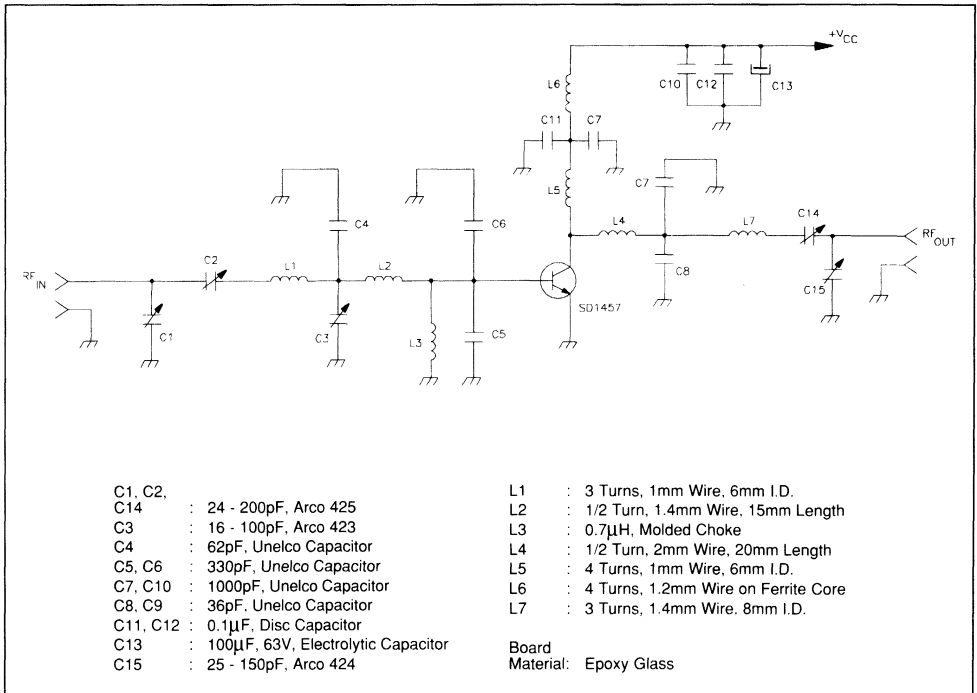 +VCC
L6
C10
C12
C13
C11
C7
L5
C7
C4
C6
L4
L7
C14
RF OUT
C2
L1
L2
C8
C15
RF IN
SD1457
C1
C3
L3
C5
C1, C2,
C14 : 24 - 200pF, Arco 425
C3 : 16 - 100pF, Arco 423
C4 : 62pF, Unelco Capacitor
C5, C6 : 330pF, Unelco Capacitor
C7, C10 : 1000pF, Unelco Capacitor
C8, C9 : 36pF, Unelco Capacitor
C11, C12 : 0.1µF, Disc Capacitor
C13 : 100µF, 63V, Electrolytic Capacitor
C15 : 25 - 150pF, Arco 424
L1 : 3 Turns, 1mm Wire, 6mm I.D.
L2 : 1/2 Turn, 1.4mm Wire, 15mm Length
L3 : 0.7µH, Molded Choke
L4 : 1/2 Turn, 2mm Wire, 20mm Length
L5 : 4 Turns, 1mm Wire, 6mm I.D.
L6 : 4 Turns, 1.2mm Wire on Ferrite Core
L7 : 3 Turns, 1.4mm Wire. 8mm I.D.
Board
Material: Epoxy Glass